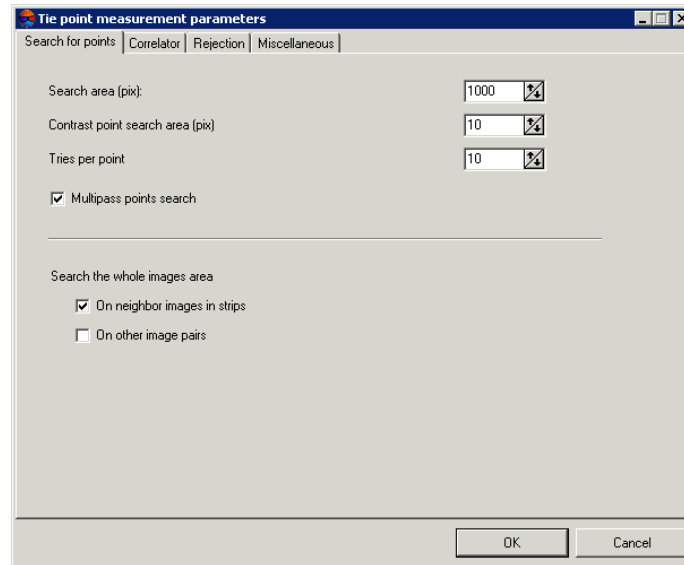 Tie point measurement parameters
Search for points Correlator Rejection Miscellaneous
Search area (pix): 1000
Contrast point search area (pix) 10
Tries per point 10
Multipass points search
Search the whole images area
On neighbor images in strips
On other image pairs
OK Cancel